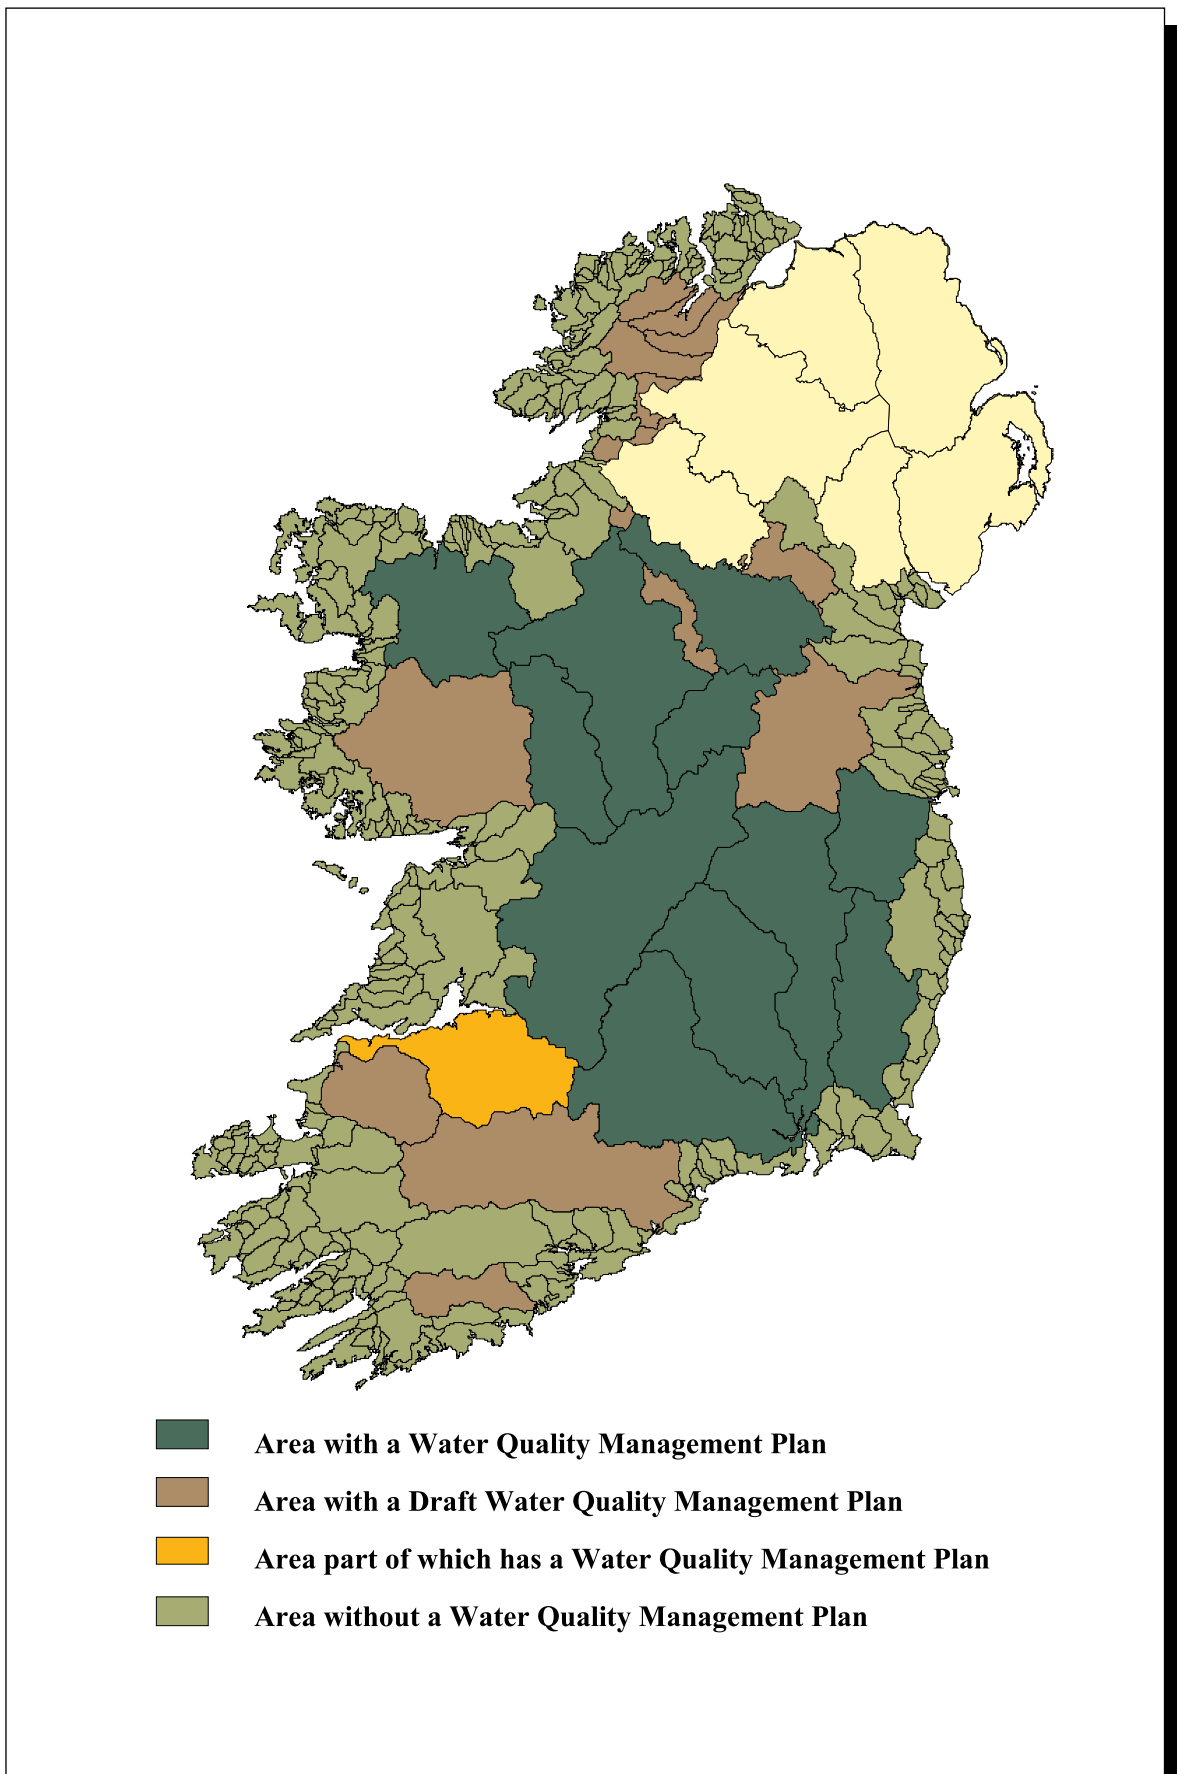 Area with a Water Quality Management Plan
Area with a Draft Water Quality Management Plan
Area part of which has a Water Quality Management Plan
Area without a Water Quality Management Plan